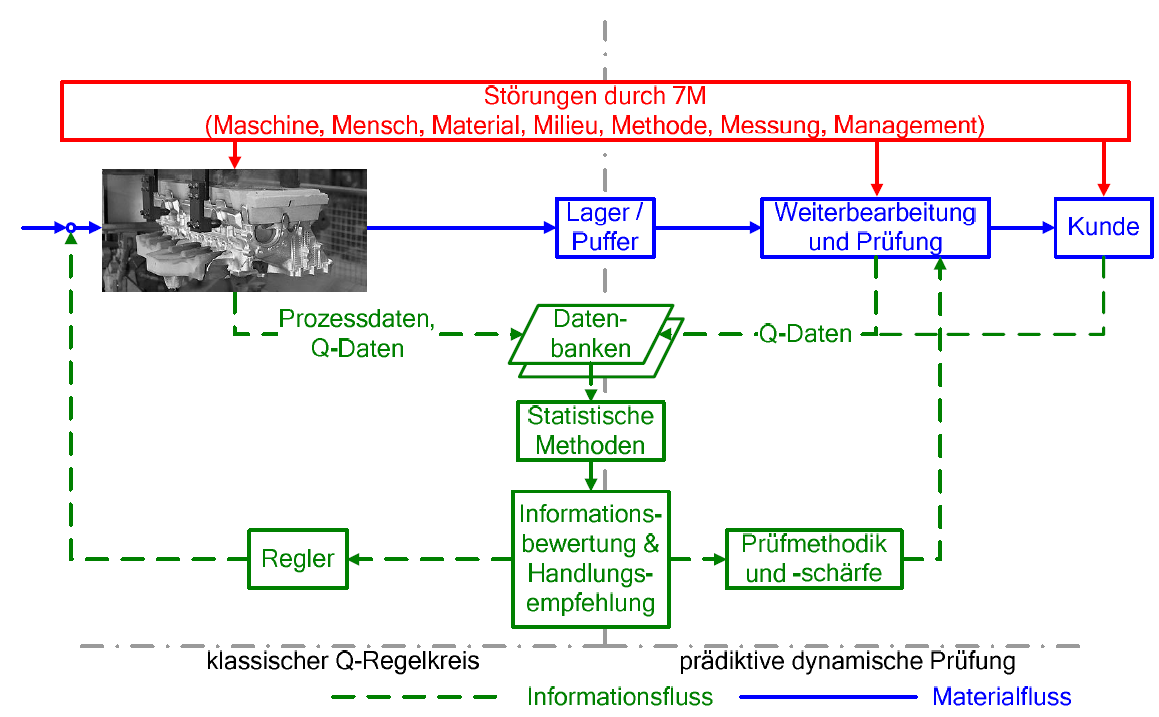 Störungen durch 7M
(Maschine, Mensch, Material, Milieu, Methode, Messung, Management)
Lager /
Puffer
Weiterbearbeitung
und Prüfung
Kunde
Prozessdaten,
Q-Daten
Daten-
banken
Q-Daten
Statistische
Methoden
Informations-
bewertung &
Handlungs-
empfehlung
Regler
Prüfmethodik
und -schärfe
klassischer Q-Regelkreis
prädiktive dynamische Prüfung
Informationsfluss
Materialfluss